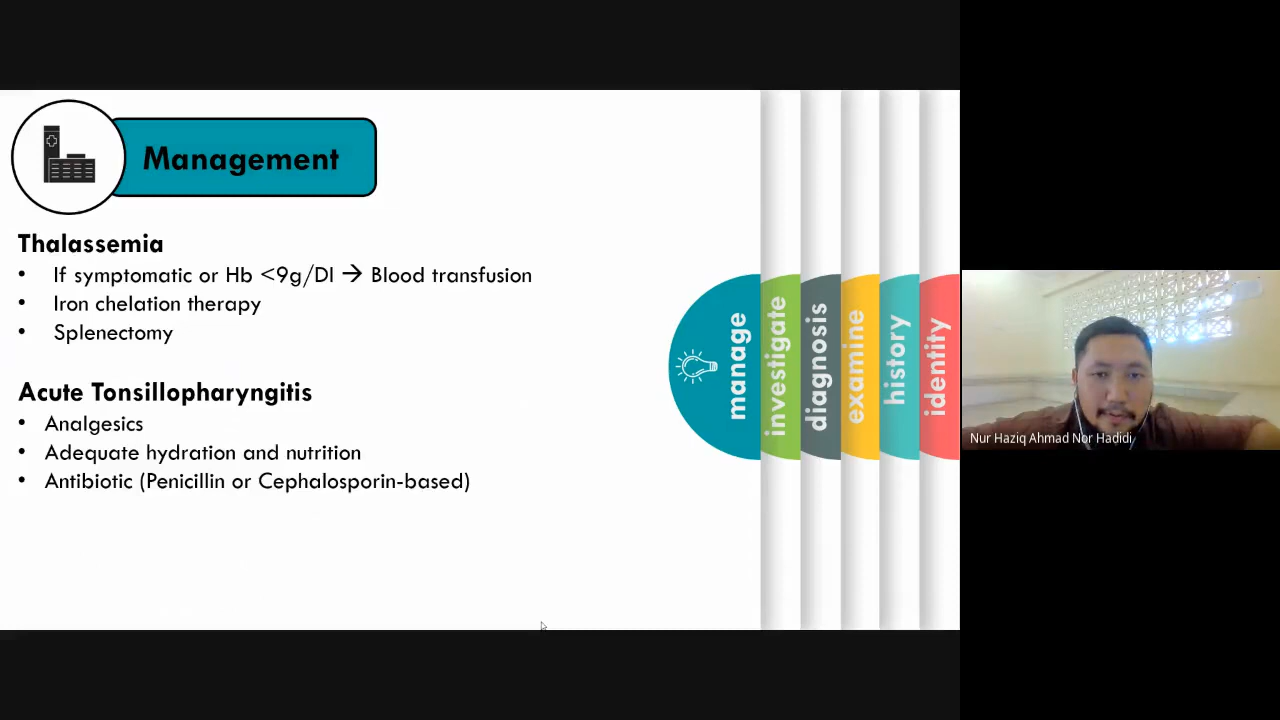 Management
Thalassemia
• If symptomatic or Hb <9g/Dl → Blood transfusion
• Iron chelation therapy
• Splenectomy
Acute Tonsillopharyngitis
• Analgesics
• Adequate hydration and nutrition
• Antibiotic (Penicillin or Cephalosporin-based)
manage
investigate
diagnosis
examine
history
identity
Nur Haziq Ahmad Nor Hadidi